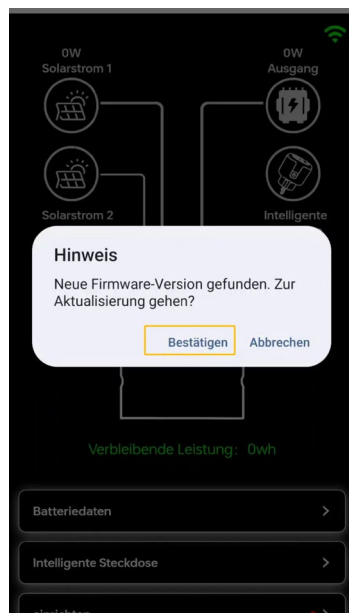 0W
Solarstrom 1
0W
Ausgang
Solarstrom 2
Intelligente
Hinweis
Neue Firmware-Version gefunden. Zur
Aktualisierung gehen?
Bestätigen
Abbrechen
Verbleibende Leistung: 0wh
Batteriedaten
Intelligente Steckdose
einrichten